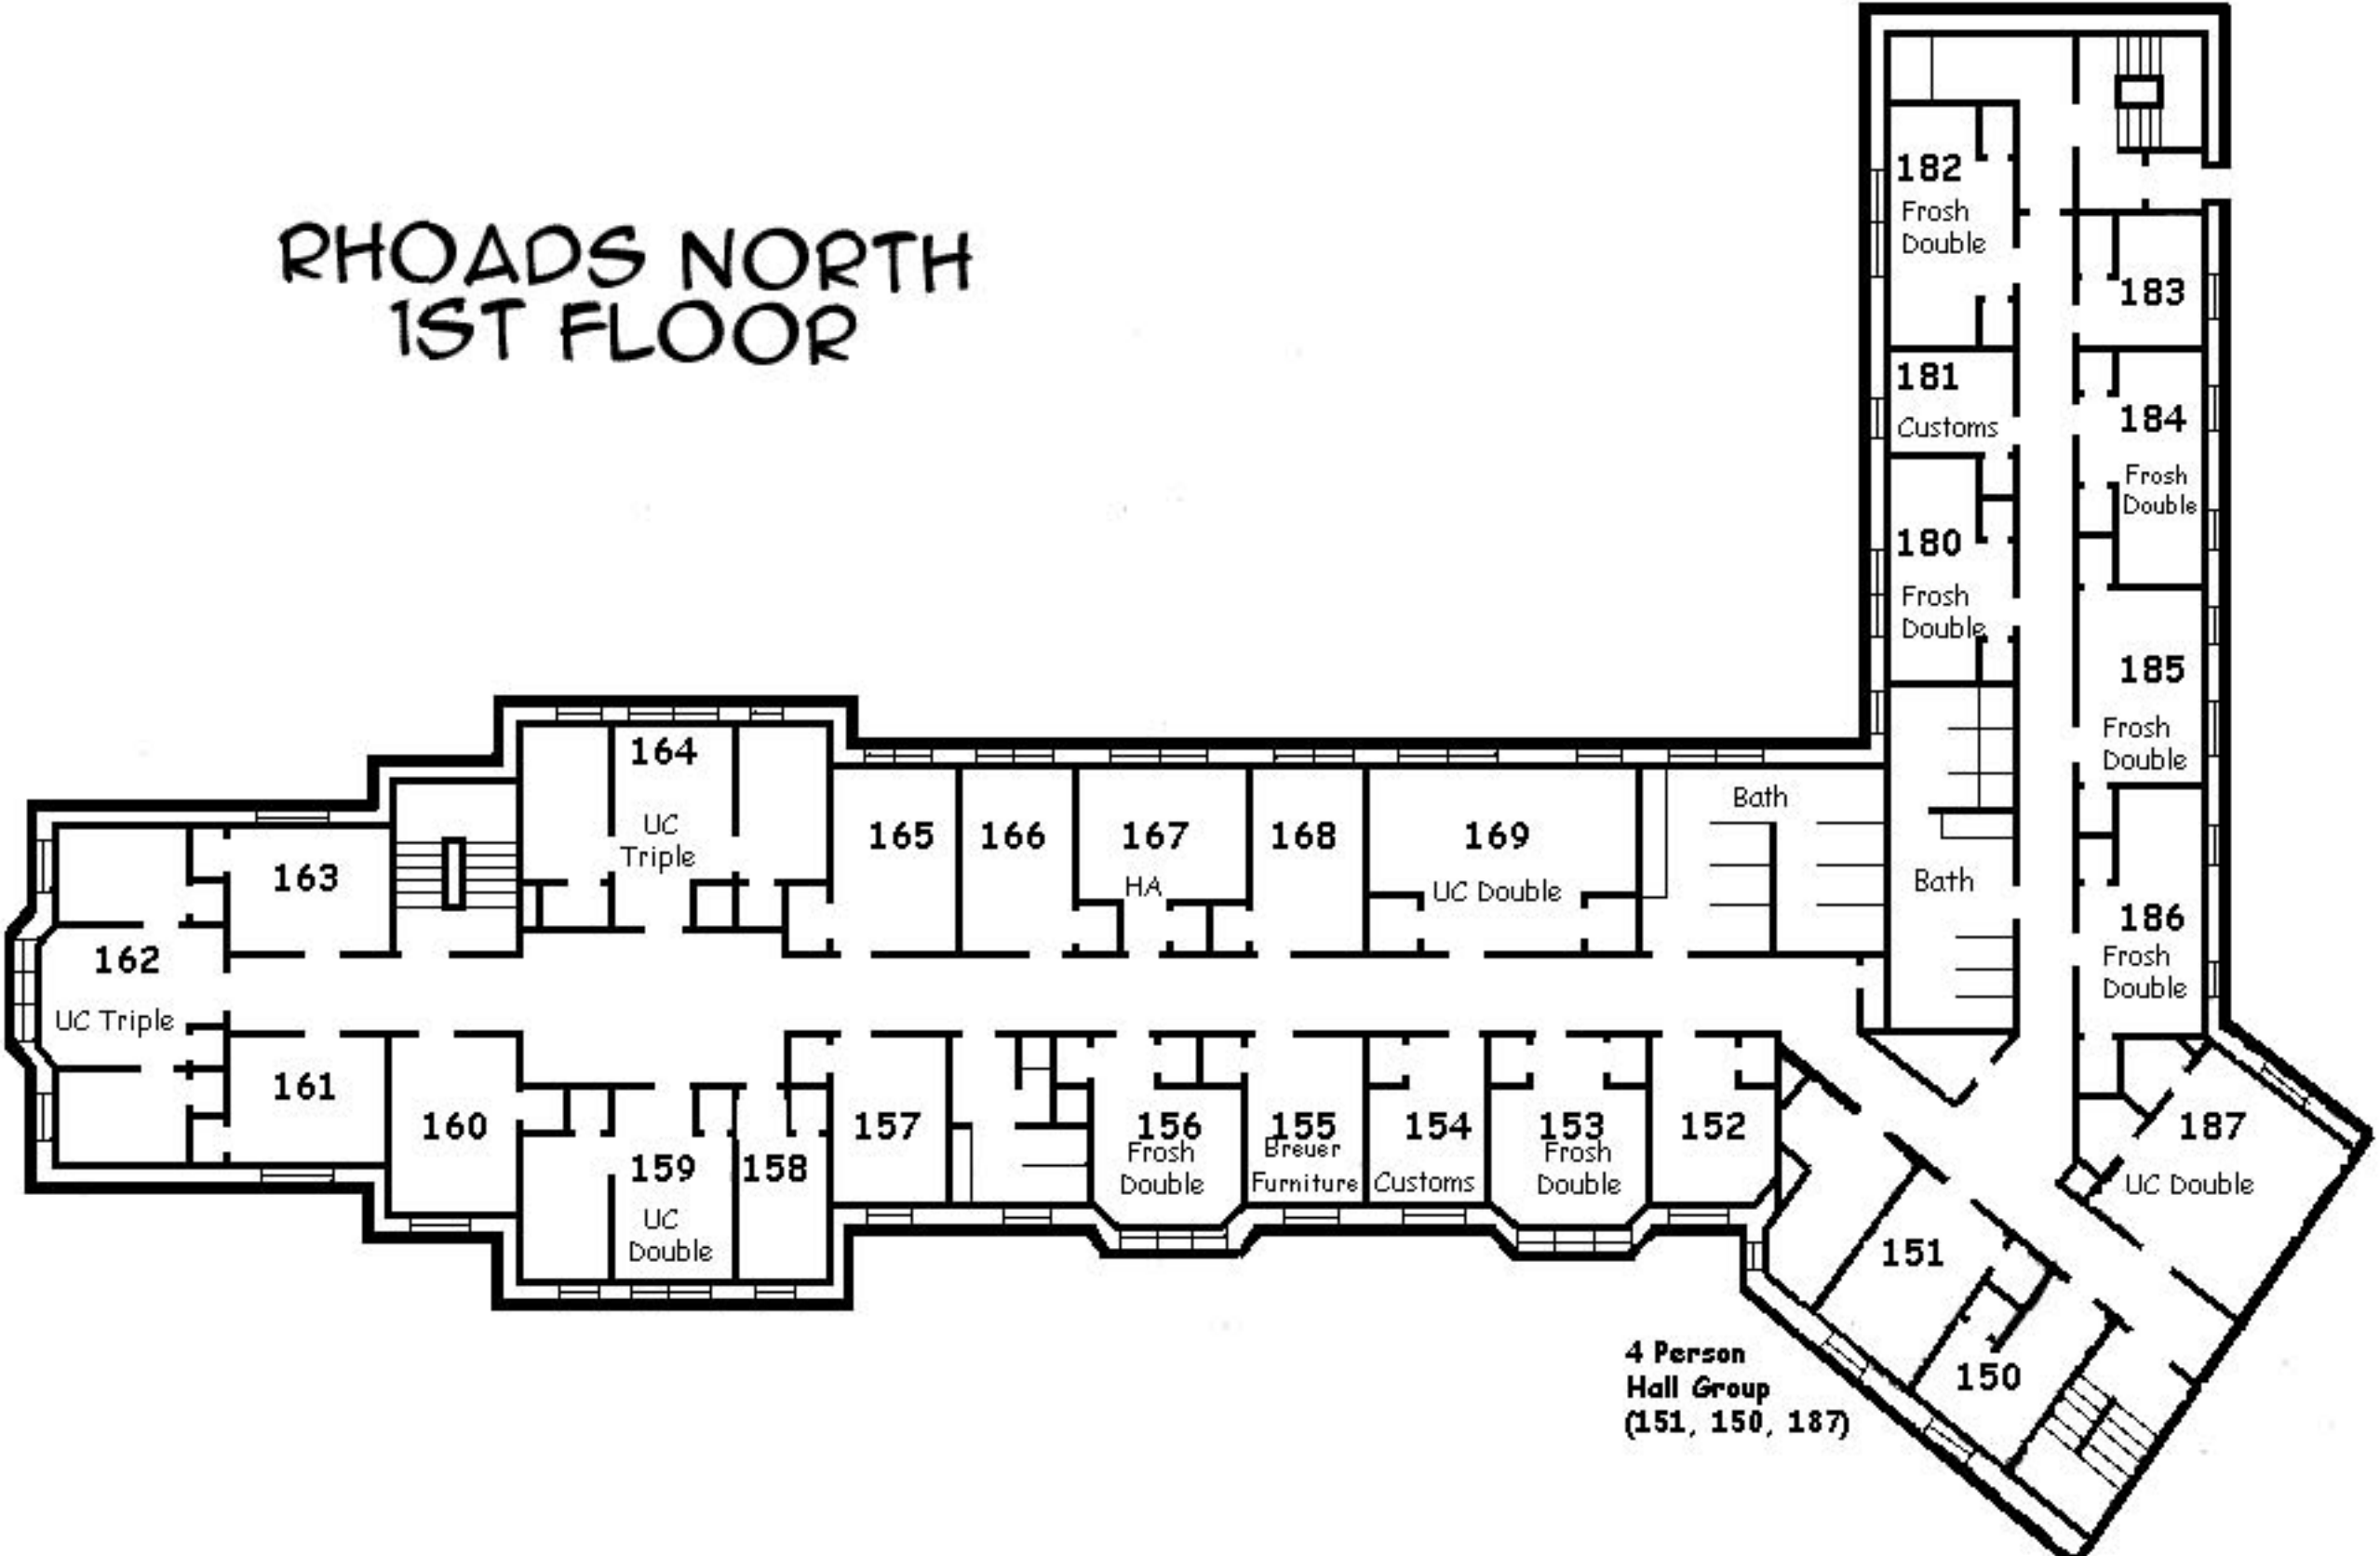 RHOADS NORTH
1ST FLOOR
182
Frosh
Double
183
181
Customs
184
Frosh
Double
180
Frosh
Double
185
Frosh
Double
164
UC
Triple
165
166
167
HA
168
169
UC Double
Bath
Bath
186
Frosh
Double
163
162
UC Triple
161
160
159
UC
Double
158
157
156
Frosh
Double
155
Breuer
Furniture
154
Customs
153
Frosh
Double
152
187
UC Double
151
150
4 Person
Hall Group
(151, 150, 187)